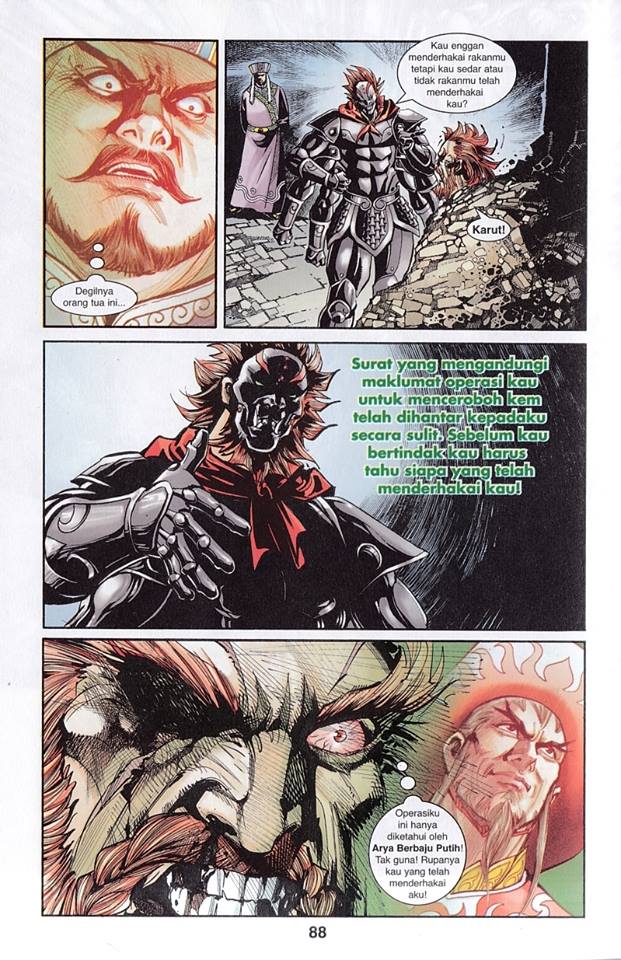 Degilnya
orang tua ini...
Kau enggan
menderhakai rakanmu
tetapi kau sedar atau
tidak rakanmu telah
menderhakai
kau?
Karut!
Surat yang mengandungi
maklumat operasi kau
untuk menceroboh kem
telah dihantar kepadaku
secara sulit. Sebelum kau
bertindak kau harus
tahu siapa yang telah
menderhakai kau!
Operasiku
ini hanya
diketahui oleh
Arya Berbaju Putih!
Tak guna! Rupanya
kau yang telah
menderhakai
aku!
88